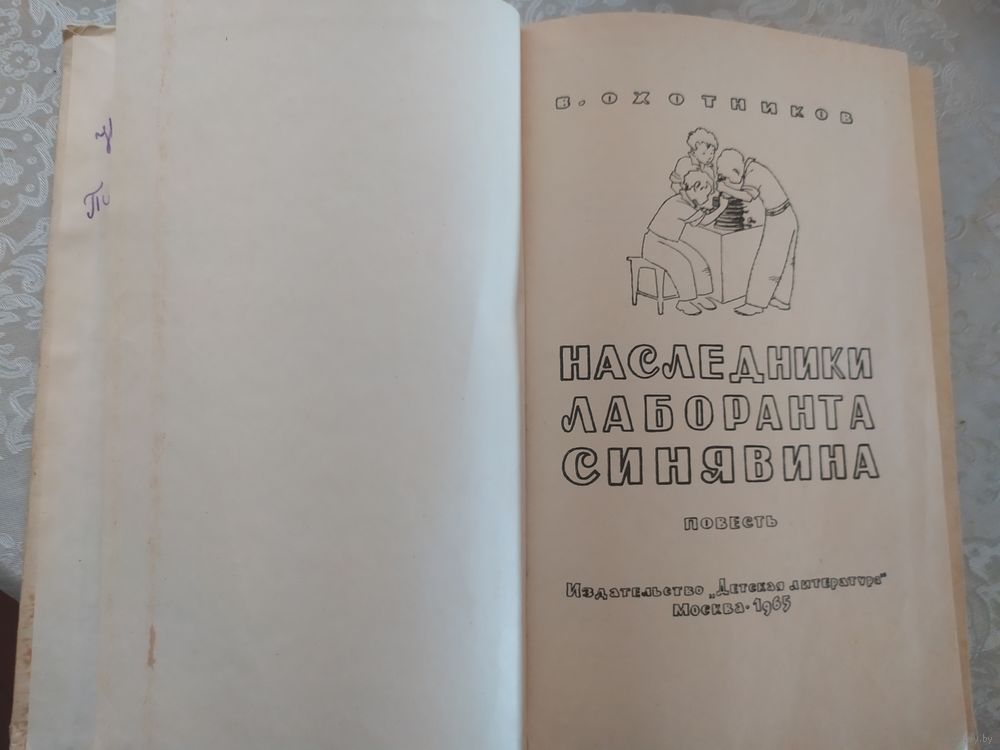 В. ОХОТНИКОВ
НАСЛЕДНИКИ
ЛАБОРАНТА
СИНЯВИНА
ПОВЕСТЬ
Издательство „Детская литература“
Москва • 1965